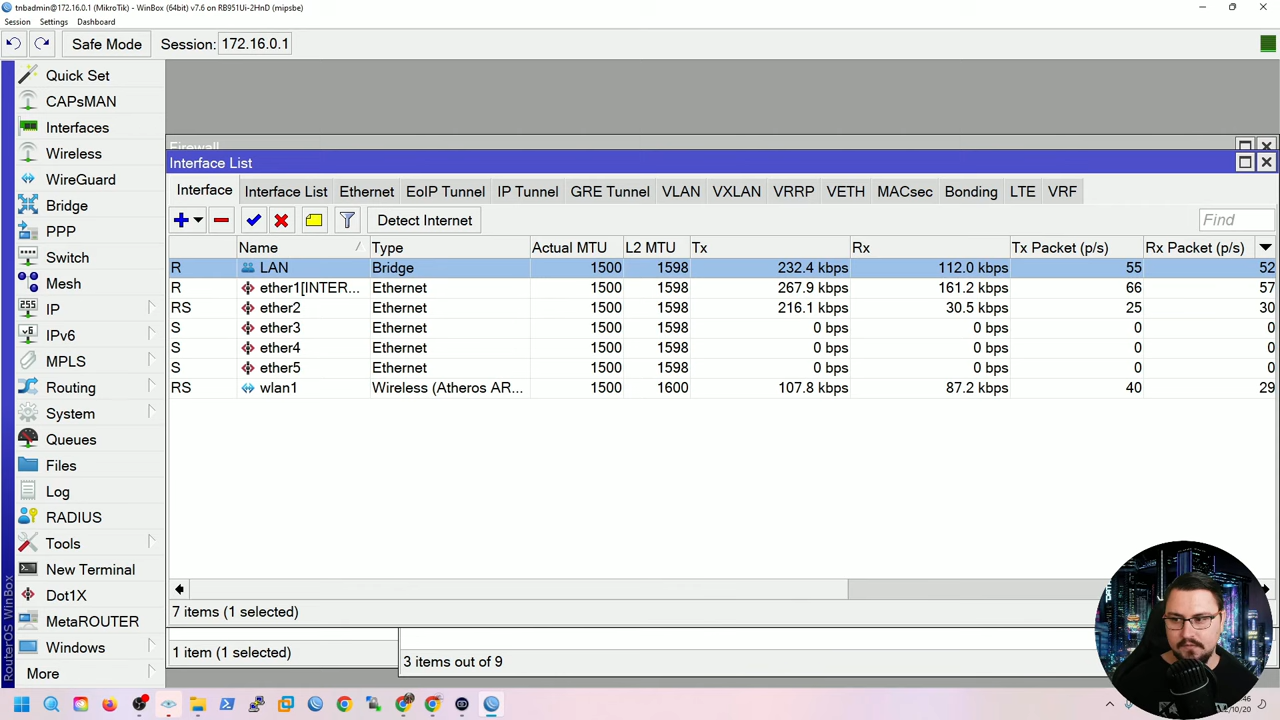 tnbadmin@172.16.0.1 (MikroTik) - WinBox (64bit) v7.6 on RB951Ui-2HnD (mipsbe)
Session Settings Dashboard
Safe Mode Session: 172.16.0.1
Quick Set
CAPsMAN
Interfaces
Wireless
WireGuard
Bridge
PPP
Switch
Mesh
IP
IPv6
MPLS
Routing
System
Queues
Files
Log
RADIUS
Tools
New Terminal
Dot1X
MetaROUTER
Windows
More
RouterOS WinBox
Firewall
Interface List
Interface Interface List Ethernet EoIP Tunnel IP Tunnel GRE Tunnel VLAN VXLAN VRRP VETH MACsec Bonding LTE VRF
Detect Internet Find
Name / Type Actual MTU L2 MTU Tx Rx Tx Packet (p/s) Rx Packet (p/s)
R LAN Bridge 1500 1598 232.4 kbps 112.0 kbps 55 52
R ether1[INTER... Ethernet 1500 1598 267.9 kbps 161.2 kbps 66 57
RS ether2 Ethernet 1500 1598 216.1 kbps 30.5 kbps 25 30
S ether3 Ethernet 1500 1598 0 bps 0 bps 0 0
S ether4 Ethernet 1500 1598 0 bps 0 bps 0 0
S ether5 Ethernet 1500 1598 0 bps 0 bps 0 0
RS wlan1 Wireless (Atheros AR... 1500 1600 107.8 kbps 87.2 kbps 40 29
7 items (1 selected)
1 item (1 selected)
3 items out of 9